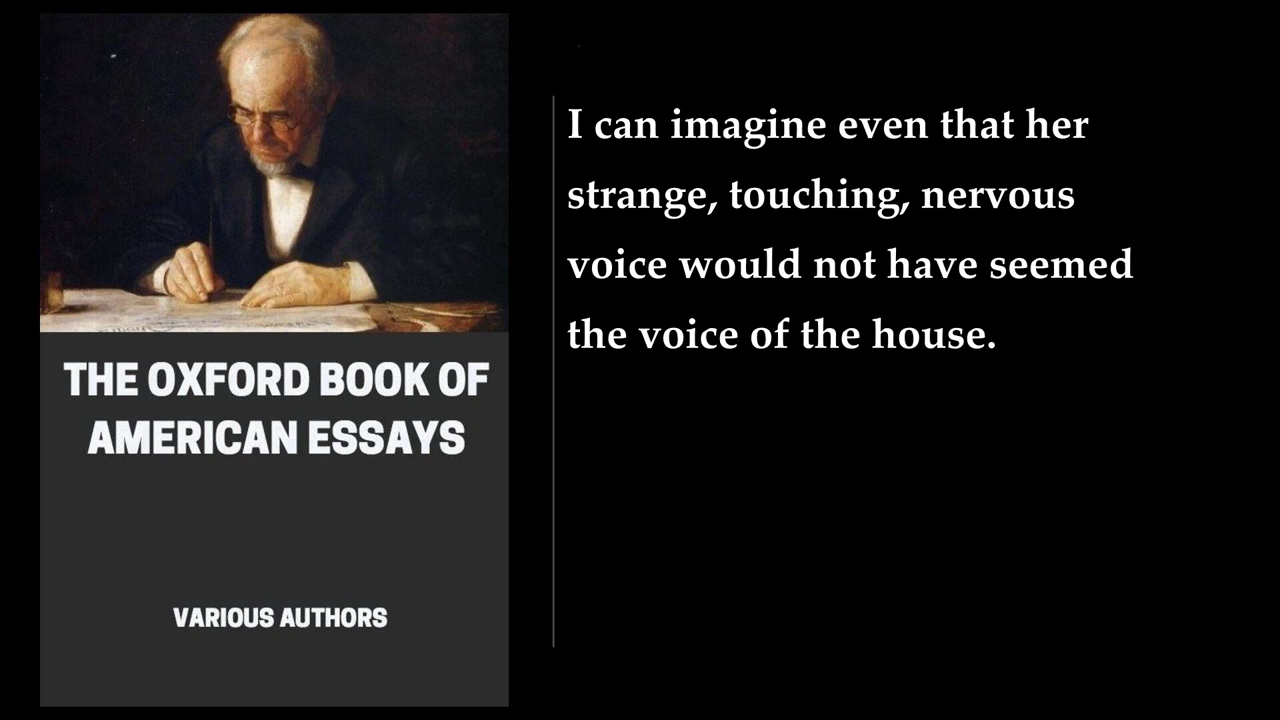 THE OXFORD BOOK OF
AMERICAN ESSAYS
VARIOUS AUTHORS
I can imagine even that her
strange, touching, nervous
voice would not have seemed
the voice of the house.